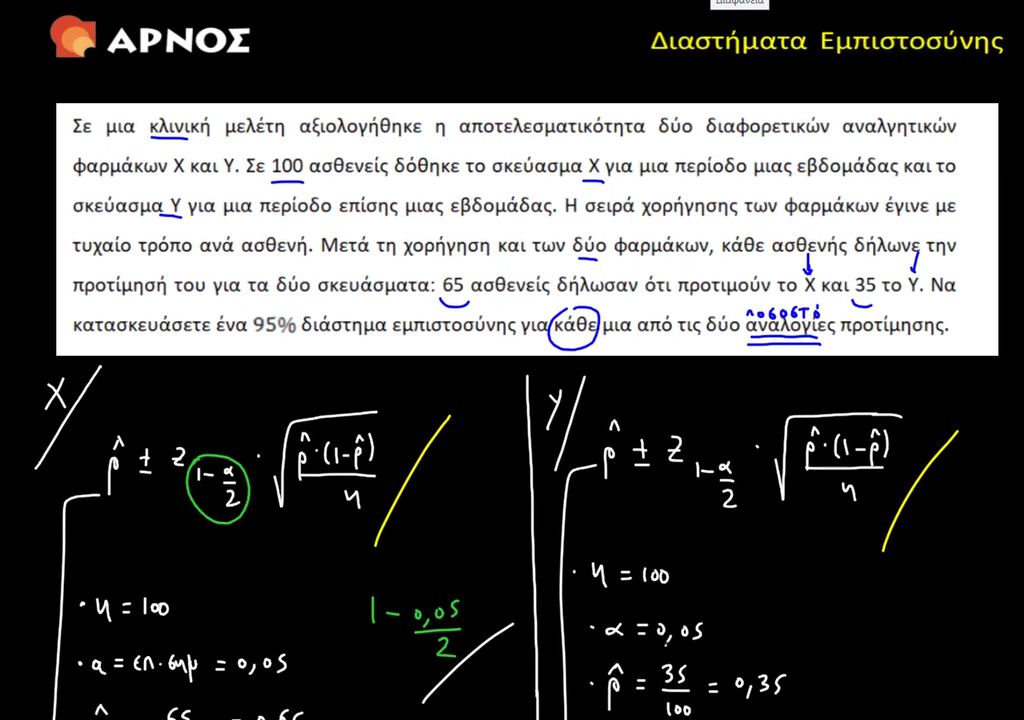 Διαφάνεια
ΑΡΝΟΣ
Διαστήματα Εμπιστοσύνης
Σε μια κλινική μελέτη αξιολογήθηκε η αποτελεσματικότητα δύο διαφορετικών αναλγητικών
φαρμάκων Χ και Υ. Σε 100 ασθενείς δόθηκε το σκεύασμα Χ για μια περίοδο μιας εβδομάδας και το
σκεύασμα Υ για μια περίοδο επίσης μιας εβδομάδας. Η σειρά χορήγησης των φαρμάκων έγινε με
τυχαίο τρόπο ανά ασθενή. Μετά τη χορήγηση και των δύο φαρμάκων, κάθε ασθενής δήλωνε την
προτίμησή του για τα δύο σκευάσματα: 65 ασθενείς δήλωσαν ότι προτιμούν το Χ και 35 το Υ. Να
ποσοστό
κατασκευάσετε ένα 95% διάστημα εμπιστοσύνης για κάθε μια από τις δύο αναλογίες προτίμησης.
X/
p̂ ± z 1-α/2 · √(p̂·(1-p̂)/η)
· η = 100
1 - 0,05/2
· α = επ. σημ = 0,05
Y/
p̂ ± z 1-α/2 · √(p̂·(1-p̂)/η)
· η = 100
· α = 0,05
· p̂ = 35/100 = 0,35